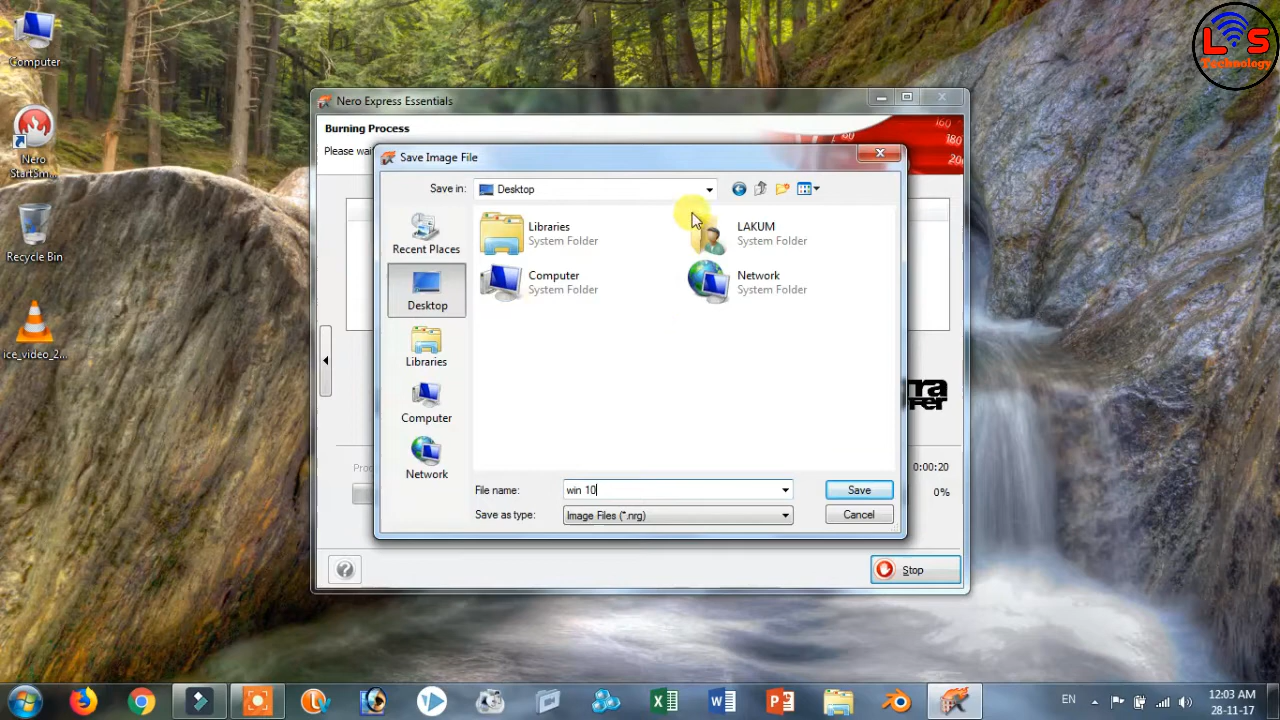 Computer
Nero
StartSm...
Recycle Bin
ice_video_2...
LS
Technology
Nero Express Essentials
Burning Process
Please wai
160
180
Save Image File
Save in:
Desktop
Recent Places
Desktop
Libraries
Computer
Network
Libraries
System Folder
LAKUM
System Folder
Computer
System Folder
Network
System Folder
File name:
win 10
Save
Save as type:
Image Files (*.nrg)
Cancel
0:00:20
0%
Stop
EN
12:03 AM
28-11-17